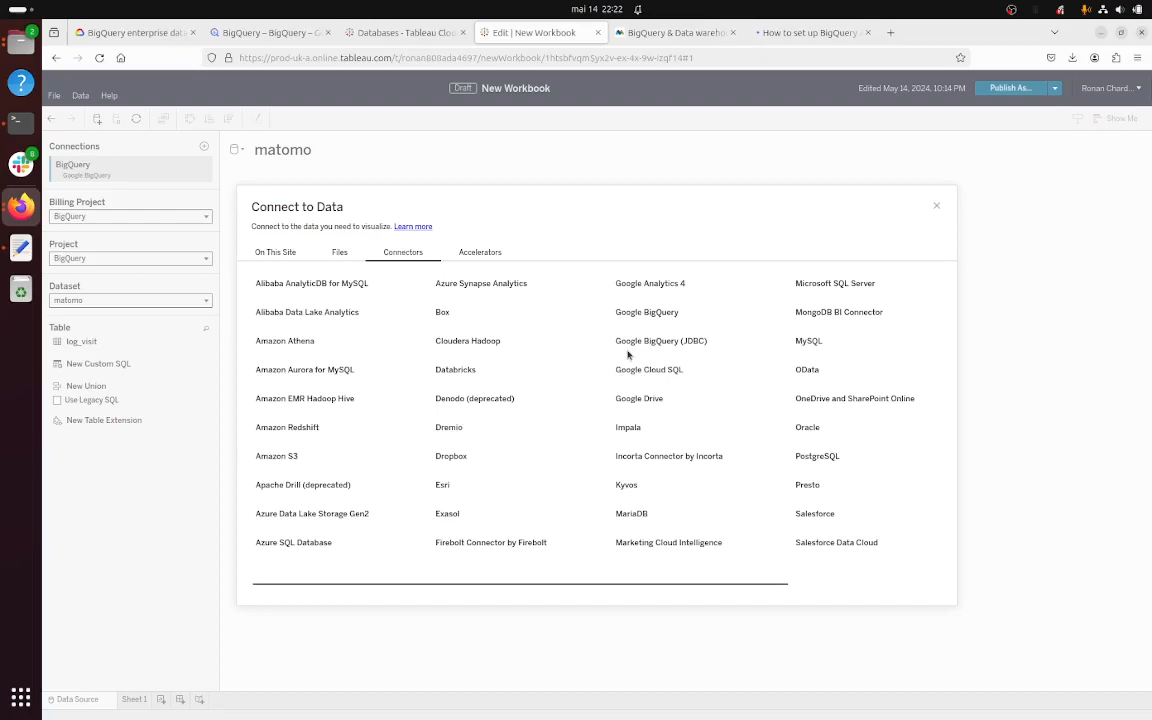 mai 14 22:22
2
8
BigQuery enterprise dat
BigQuery – BigQuery – G
Databases - Tableau Clo
Edit | New Workbook
BigQuery & Data wareho
How to set up BigQuery
https://prod-uk-a.online.tableau.com/t/ronan808ada4697/newWorkbook/1htsbfvqm$yx2v-ex-4x-9w-izqf14#1
Draft New Workbook
Edited May 14, 2024, 10:14 PM
Publish As...
Ronan Chard...
File Data Help
Show Me
Connections
BigQuery
Google BigQuery
Billing Project
BigQuery
Project
BigQuery
Dataset
matomo
Table
log_visit
New Custom SQL
New Union
Use Legacy SQL
New Table Extension
matomo
Connect to Data
Connect to the data you need to visualize. Learn more
On This Site Files Connectors Accelerators
Alibaba AnalyticDB for MySQL
Alibaba Data Lake Analytics
Amazon Athena
Amazon Aurora for MySQL
Amazon EMR Hadoop Hive
Amazon Redshift
Amazon S3
Apache Drill (deprecated)
Azure Data Lake Storage Gen2
Azure SQL Database
Azure Synapse Analytics
Box
Cloudera Hadoop
Databricks
Denodo (deprecated)
Dremio
Dropbox
Esri
Exasol
Firebolt Connector by Firebolt
Google Analytics 4
Google BigQuery
Google BigQuery (JDBC)
Google Cloud SQL
Google Drive
Impala
Incorta Connector by Incorta
Kyvos
MariaDB
Marketing Cloud Intelligence
Microsoft SQL Server
MongoDB BI Connector
MySQL
OData
OneDrive and SharePoint Online
Oracle
PostgreSQL
Presto
Salesforce
Salesforce Data Cloud
Data Source
Sheet 1